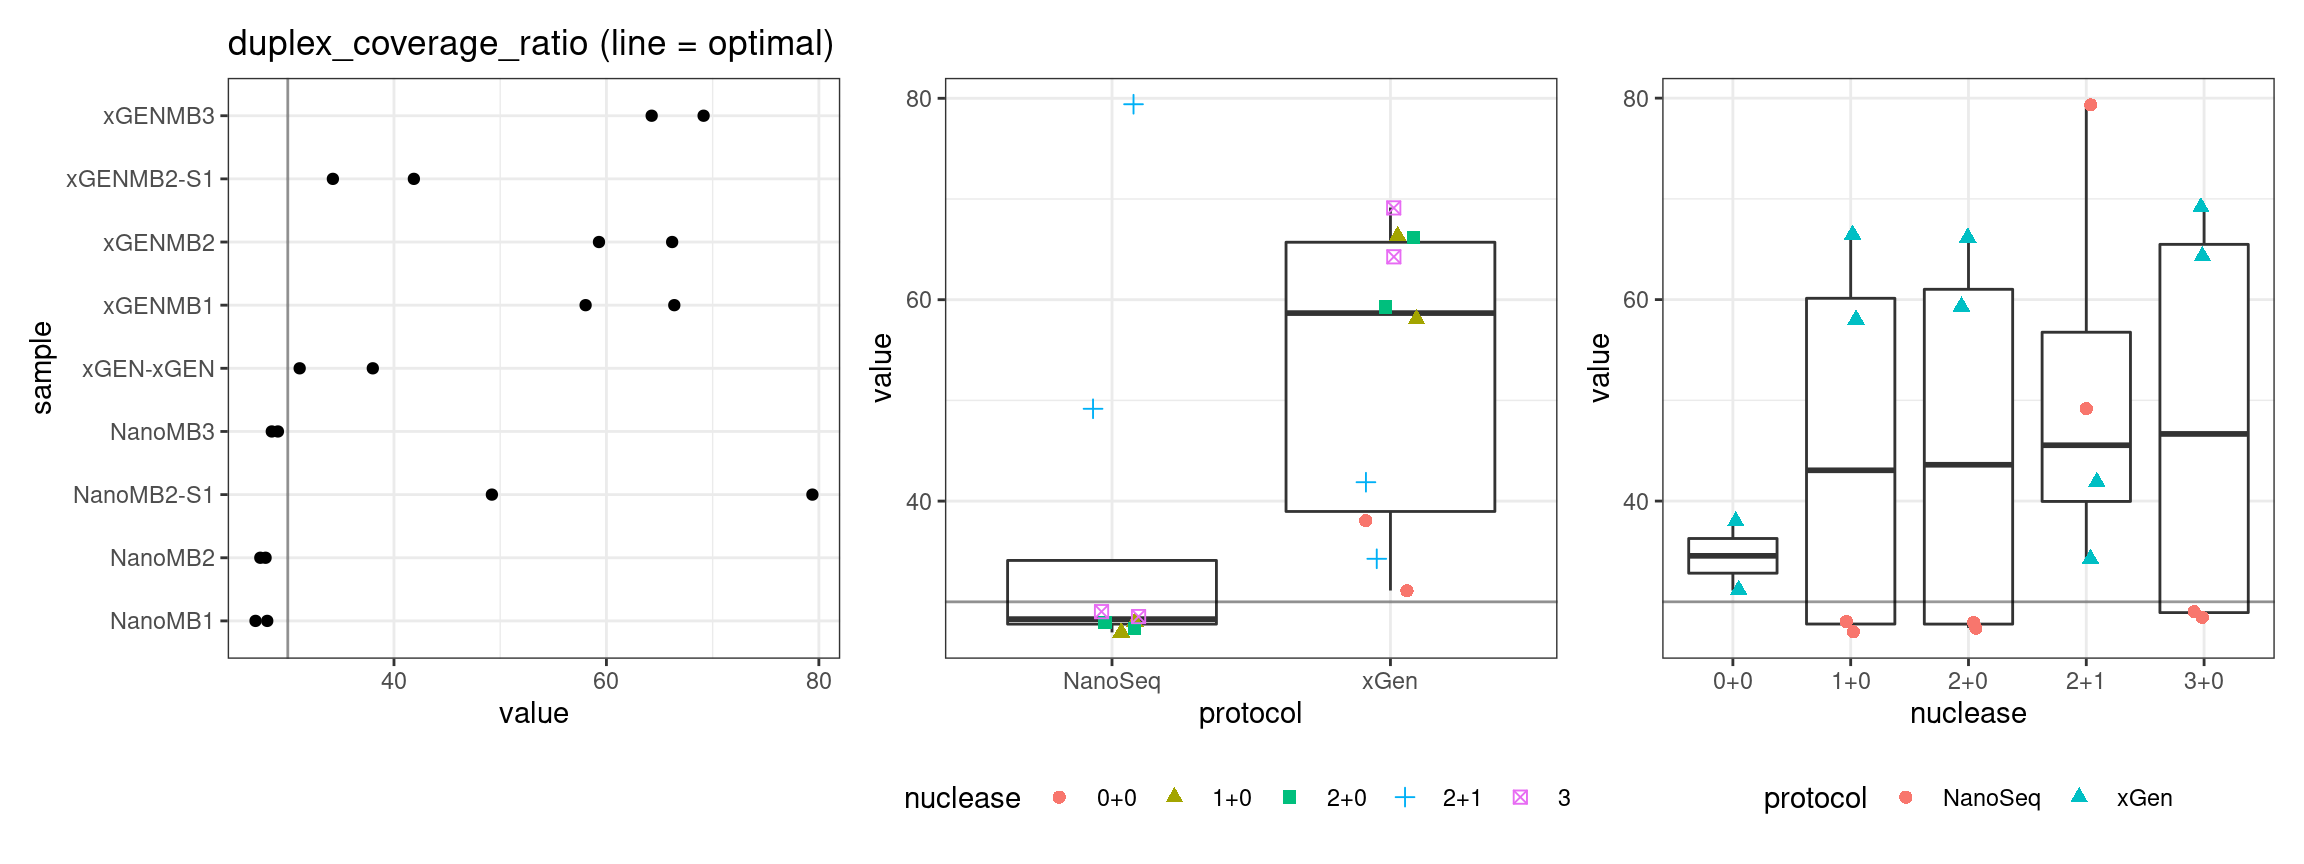 duplex_coverage_ratio (line = optimal)
sample
xGENMB3
xGENMB2-S1
xGENMB2
xGENMB1
xGEN-xGEN
NanoMB3
NanoMB2-S1
NanoMB2
NanoMB1
40 60 80
value
value
80
60
40
NanoSeq xGen
protocol
nuclease 0+0 1+0 2+0 2+1 3
value
80
60
40
0+0 1+0 2+0 2+1 3+0
nuclease
protocol NanoSeq xGen